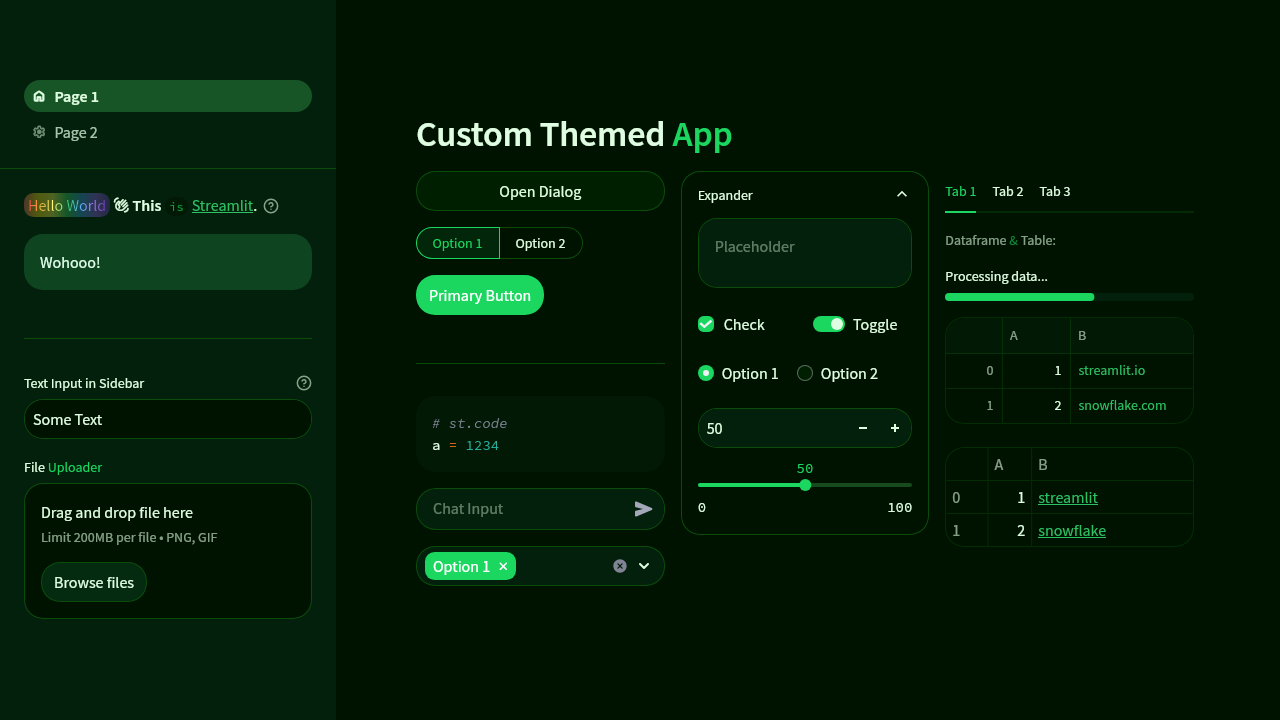 Page 1
Page 2
Hello World 👋 This is Streamlit.
Wohooo!
Text Input in Sidebar
Some Text
File Uploader
Drag and drop file here
Limit 200MB per file • PNG, GIF
Browse files
Custom Themed App
Open Dialog
Option 1 Option 2
Primary Button
# st.code
a = 1234
Chat Input
Option 1
Expander
Placeholder
Check Toggle
Option 1 Option 2
50
50
0 100
Tab 1 Tab 2 Tab 3
Dataframe & Table:
Processing data...
A B
0 1 streamlit.io
1 2 snowflake.com
A B
0 1 streamlit
1 2 snowflake